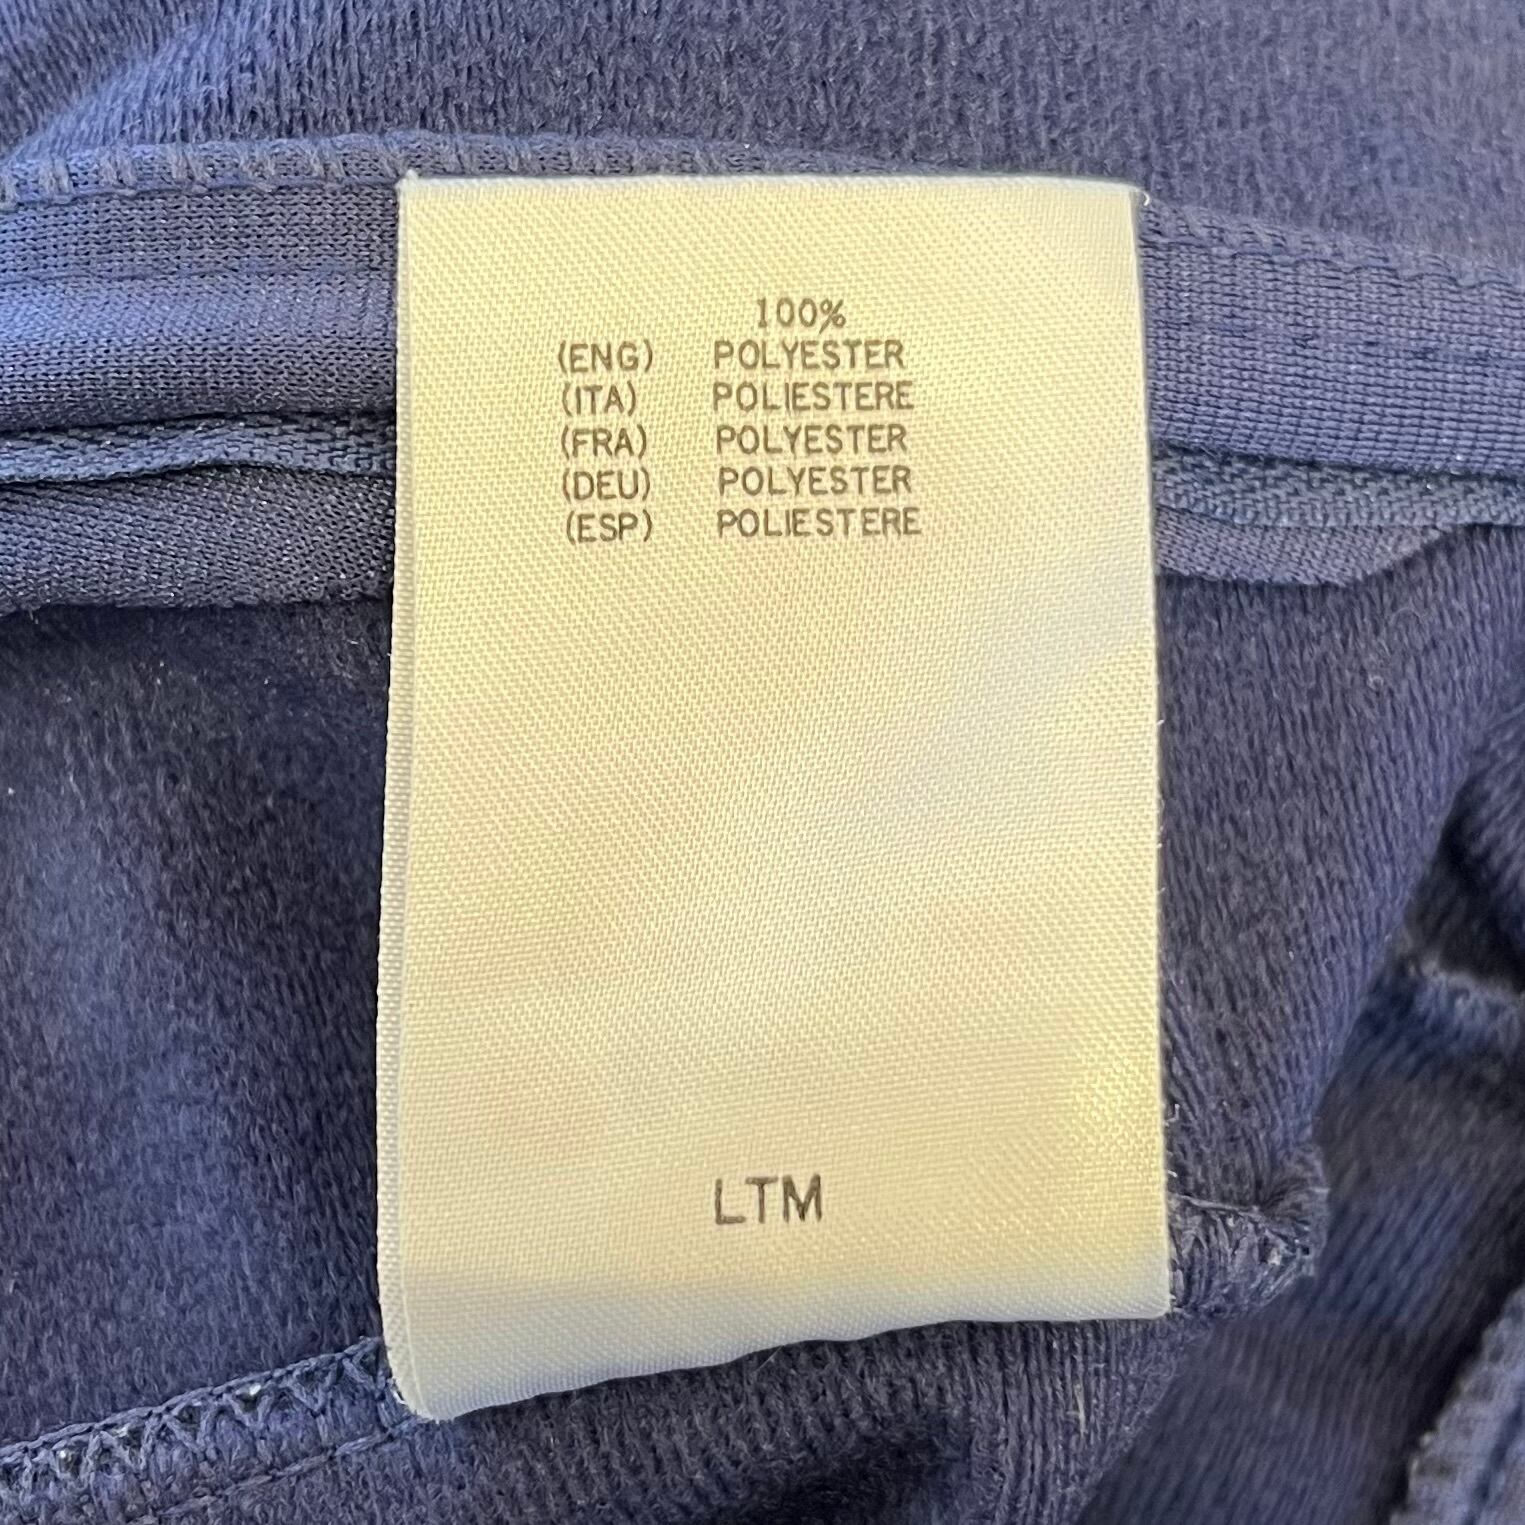 100%
(ENG) POLYESTER
(ITA) POLIESTERE
(FRA) POLYESTER
(DEU) POLYESTER
(ESP) POLIESTERE
LTM